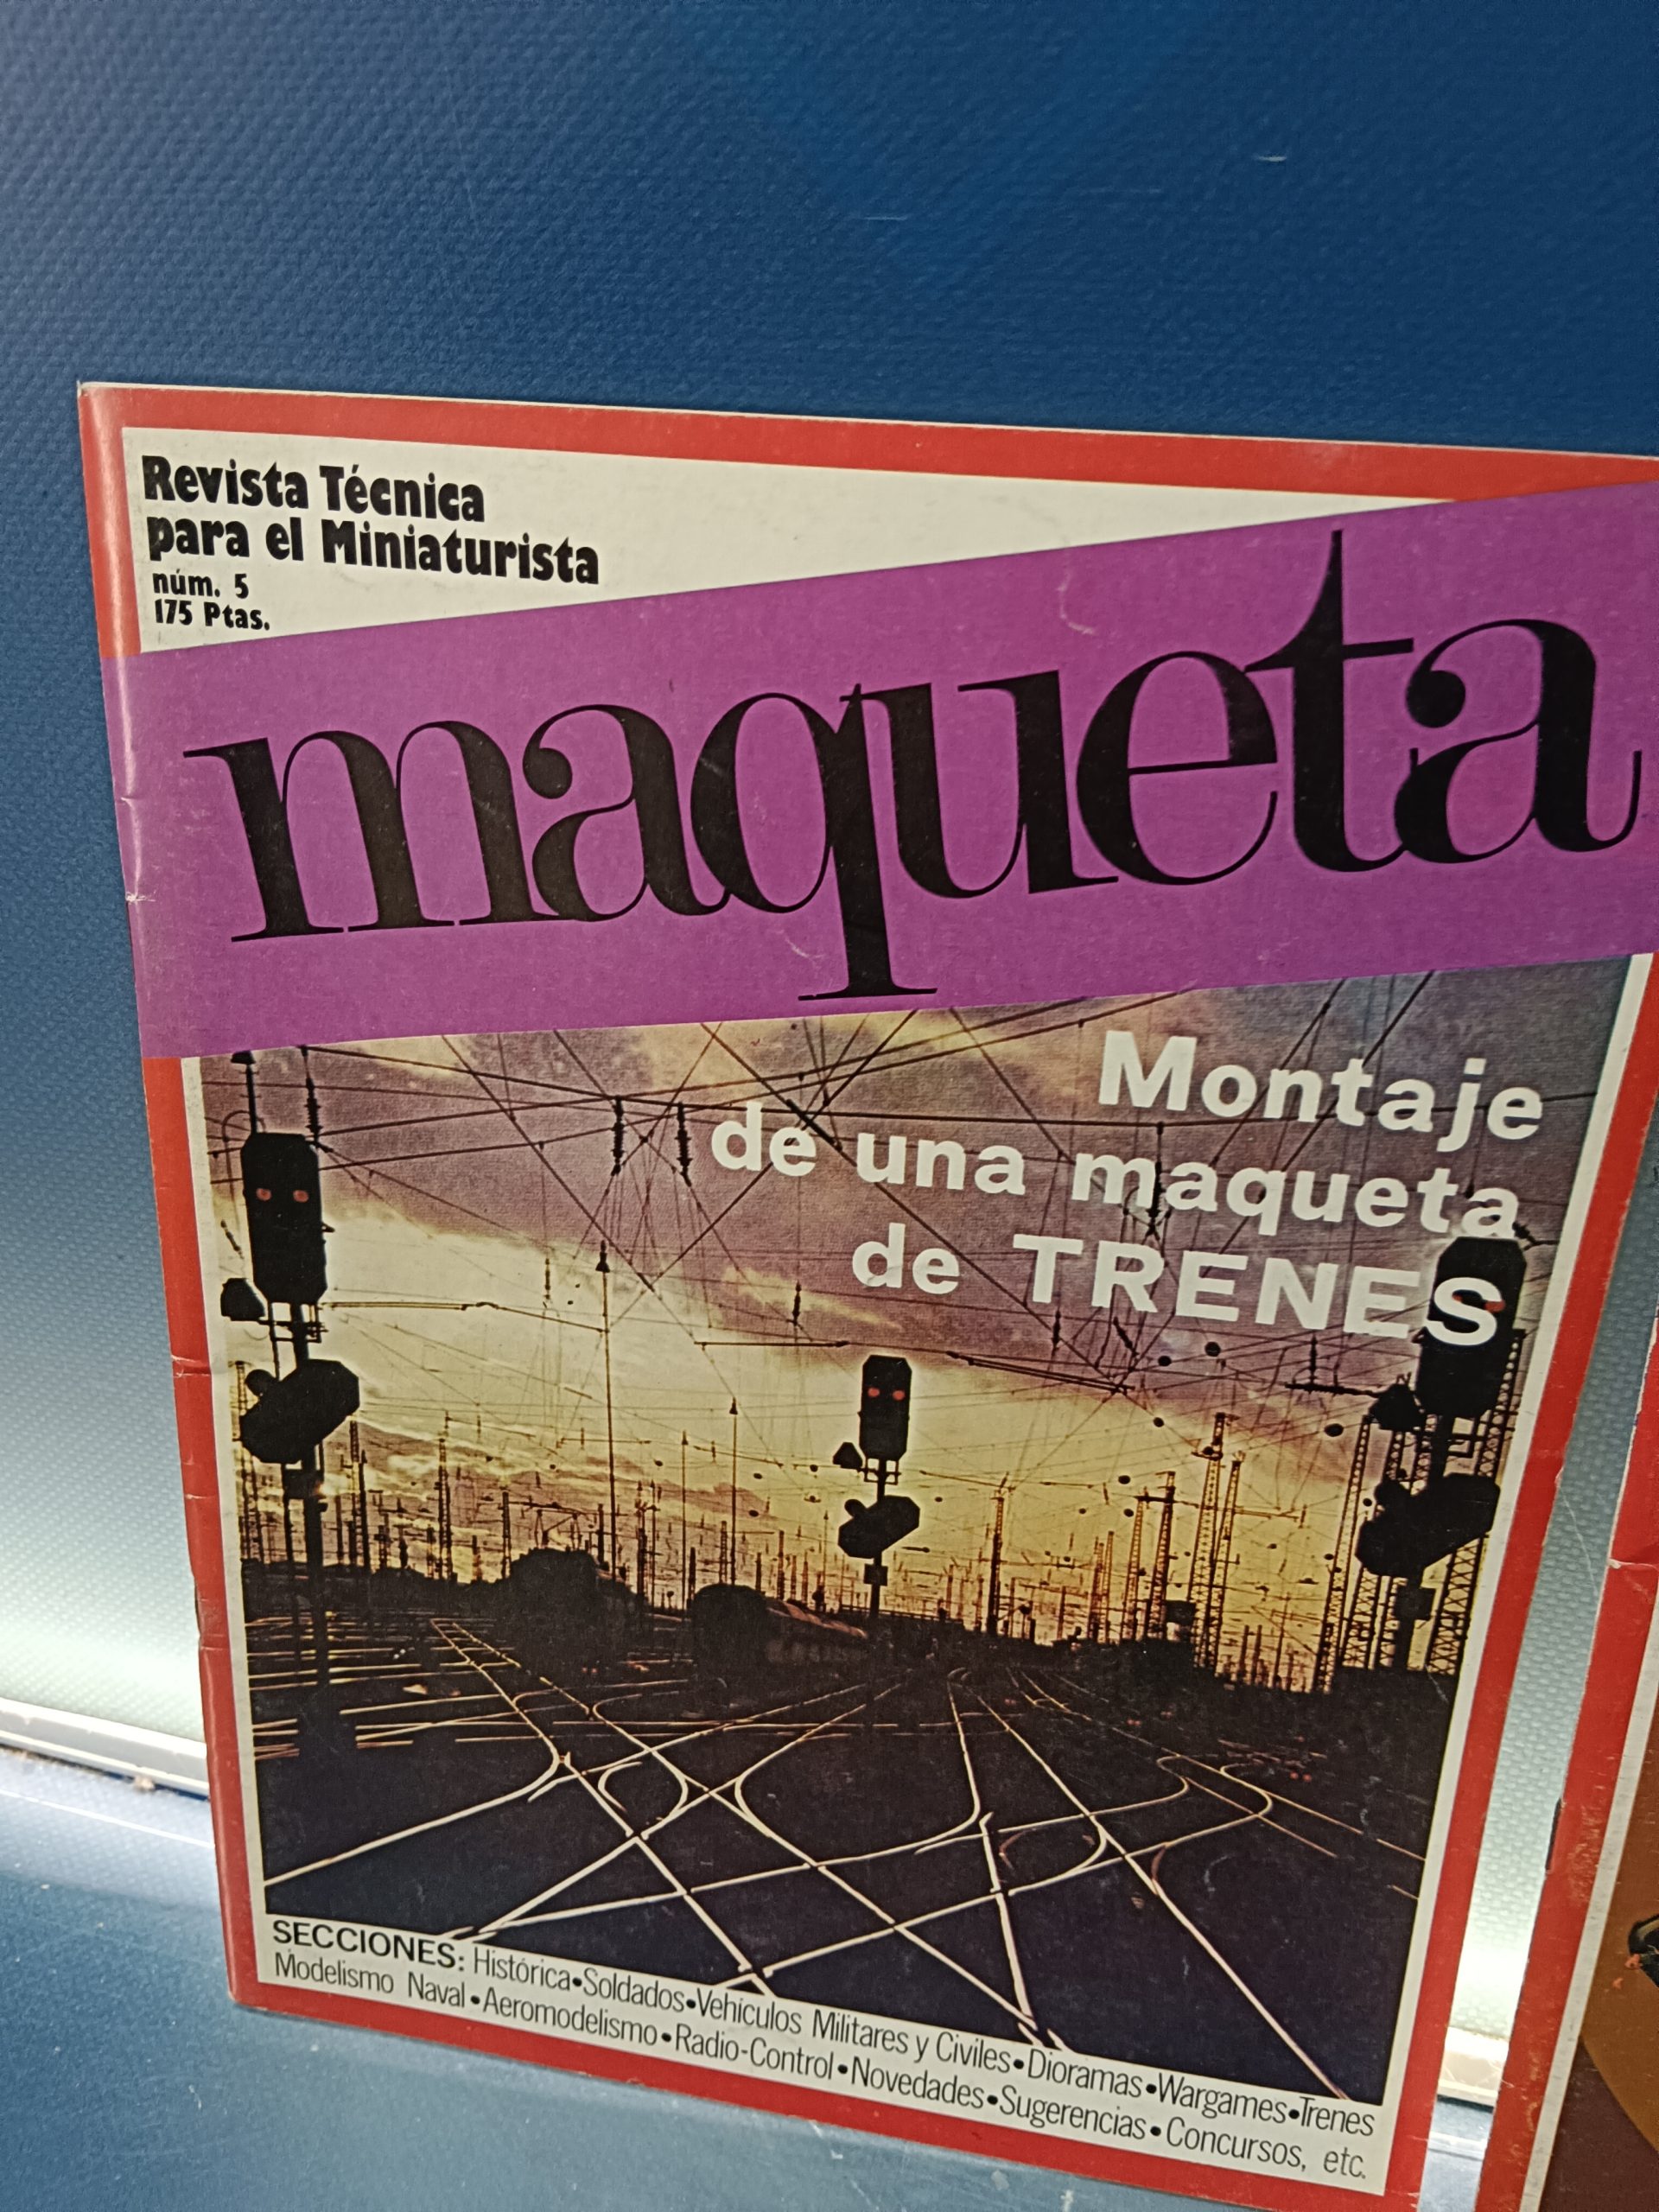 Revista Técnica
para el Miniaturista
núm. 5
175 Ptas.
maqueta
Montaje
de una maqueta
de TRENES
SECCIONES: Histórica•Soldados•Vehículos Militares y Civiles•Dioramas•Wargames•Trenes
Modelismo Naval•Aeromodelismo•Radio-Control•Novedades•Sugerencias•Concursos, etc.